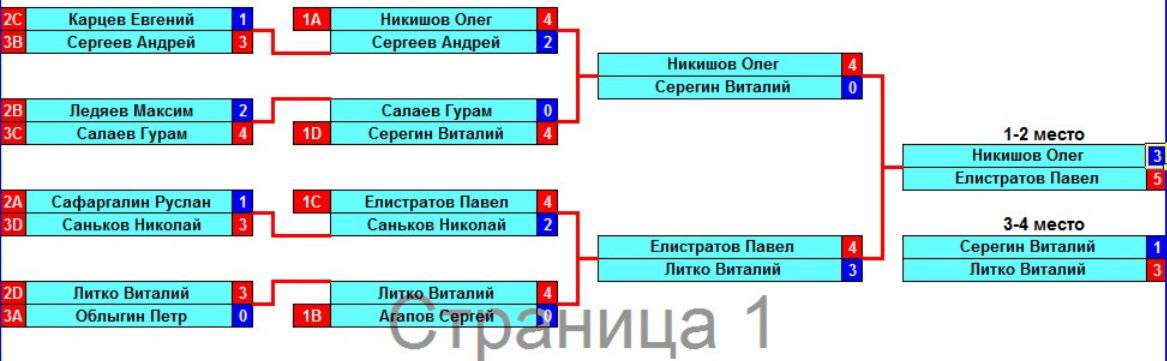 2C Карцев Евгений 1
3B Сергеев Андрей 3
2B Ледяев Максим 2
3C Салаев Гурам 4
2A Сафаргалин Руслан 1
3D Саньков Николай 3
2D Литко Виталий 3
3A Облыгин Петр 0
1A Никишов Олег 4
Сергеев Андрей 2
Салаев Гурам 0
1D Серегин Виталий 4
1C Елистратов Павел 4
Саньков Николай 2
Литко Виталий 4
1B Агапов Сергей 0
Никишов Олег 4
Серегин Виталий 0
Елистратов Павел 4
Литко Виталий 3
1-2 место
Никишов Олег 3
Елистратов Павел 5
3-4 место
Серегин Виталий 1
Литко Виталий 3
Страница 1